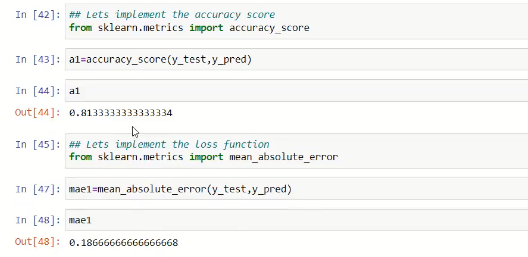 In [42]: ## Lets implement the accuracy score
from sklearn.metrics import accuracy_score
In [43]: a1=accuracy_score(y_test,y_pred)
In [44]: a1
Out[44]: 0.8133333333333334
In [45]: ## Lets implement the loss function
from sklearn.metrics import mean_absolute_error
In [47]: mae1=mean_absolute_error(y_test,y_pred)
In [48]: mae1
Out[48]: 0.18666666666666668